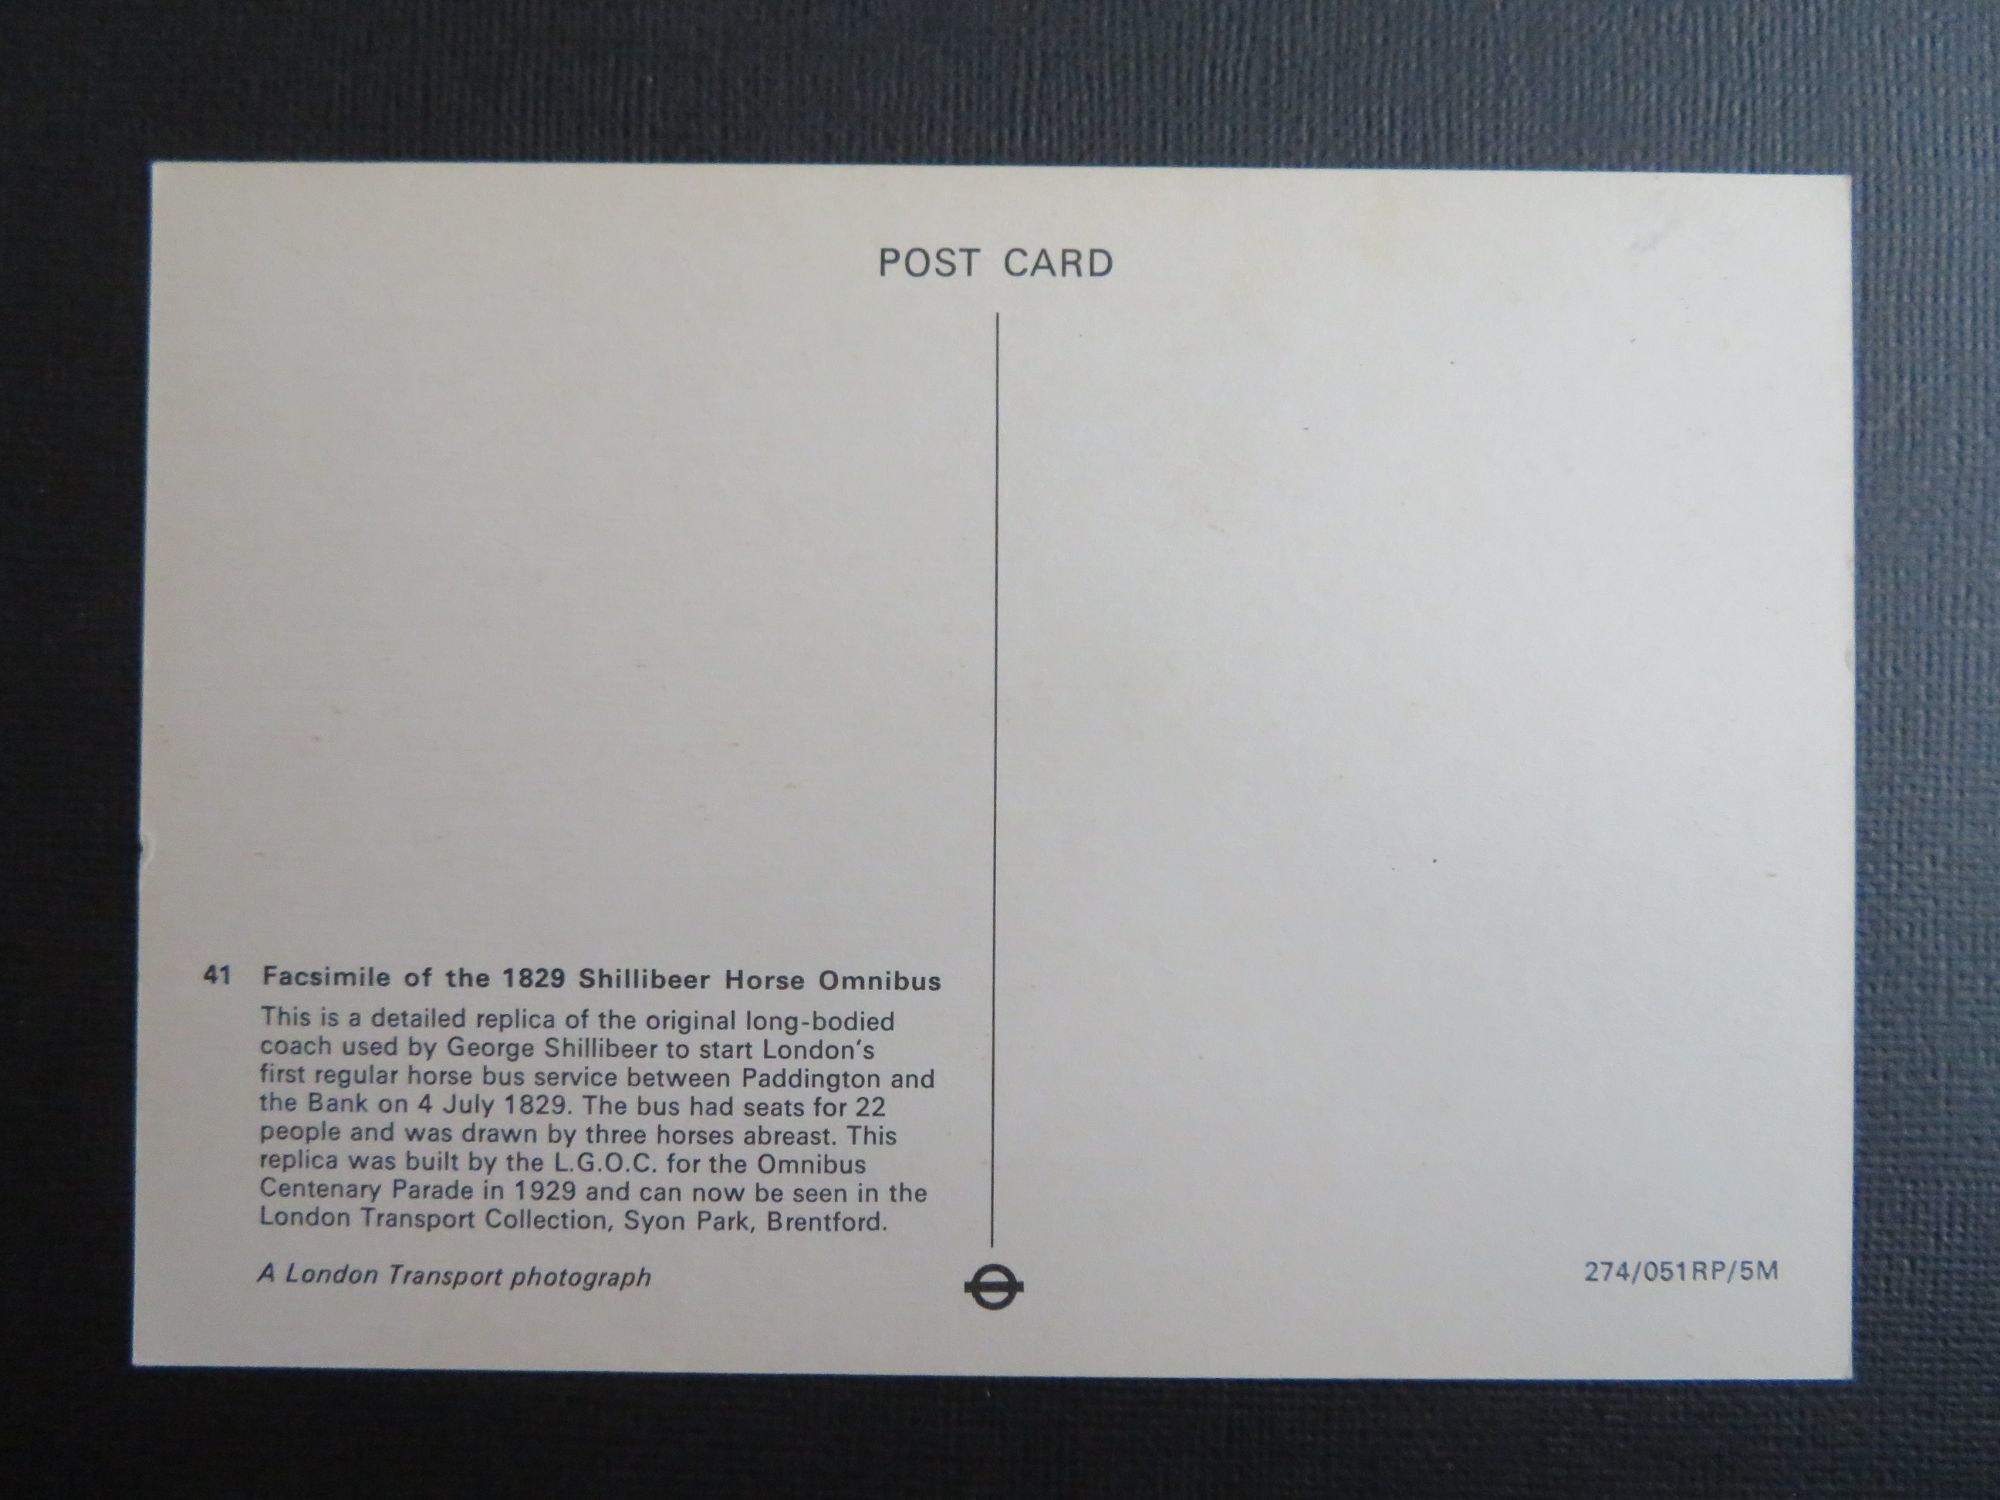 POST CARD
41 Facsimile of the 1829 Shillibeer Horse Omnibus
This is a detailed replica of the original long-bodied
coach used by George Shillibeer to start London's
first regular horse bus service between Paddington and
the Bank on 4 July 1829. The bus had seats for 22
people and was drawn by three horses abreast. This
replica was built by the L.G.O.C. for the Omnibus
Centenary Parade in 1929 and can now be seen in the
London Transport Collection, Syon Park, Brentford.
A London Transport photograph
274/051RP/5M